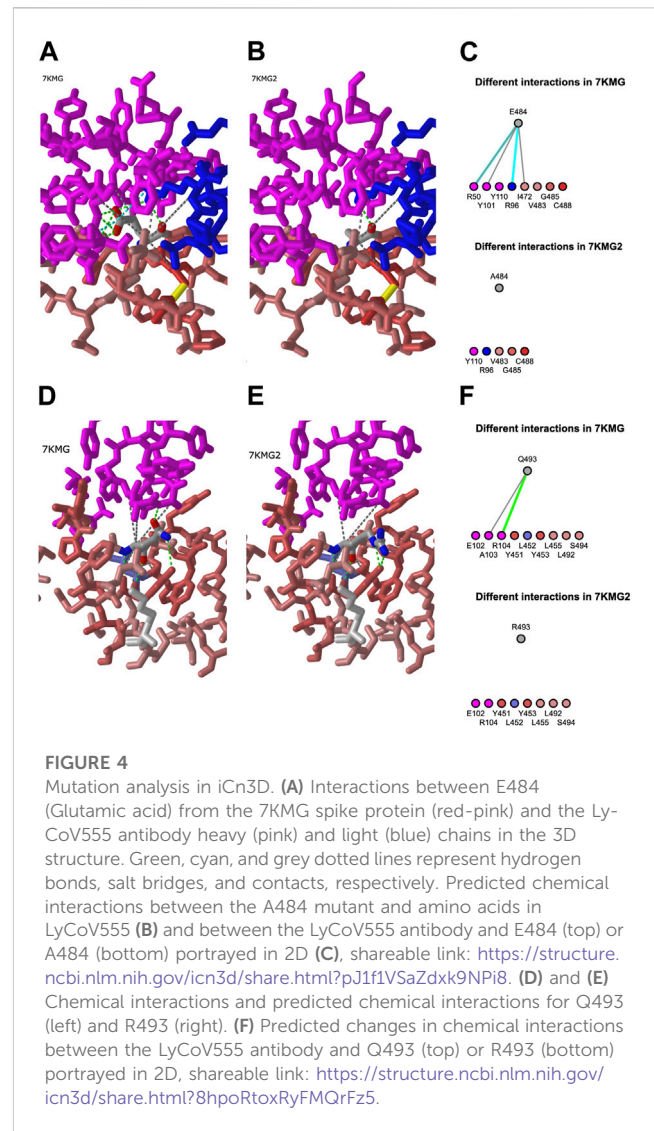 A
B
C
7KMG
7KMG2
Different interactions in 7KMG
E484
R50 Y110 I472 G485
Y101 R96 V483 C488
Different interactions in 7KMG2
A484
Y110 V483 C488
R96 G485
D
E
F
7KMG
7KMG2
Different interactions in 7KMG
Q493
E102 R104 L452 L455 S494
A103 Y451 Y453 L492
Different interactions in 7KMG2
R493
E102 Y451 Y453 L492
R104 L452 L455 S494
FIGURE 4
Mutation analysis in iCn3D. (A) Interactions between E484
(Glutamic acid) from the 7KMG spike protein (red-pink) and the Ly-
CoV555 antibody heavy (pink) and light (blue) chains in the 3D
structure. Green, cyan, and grey dotted lines represent hydrogen
bonds, salt bridges, and contacts, respectively. Predicted chemical
interactions between the A484 mutant and amino acids in
LyCoV555 (B) and between the LyCoV555 antibody and E484 (top) or
A484 (bottom) portrayed in 2D (C), shareable link: https://structure.
ncbi.nlm.nih.gov/icn3d/share.html?pJ1f1VSaZdxk9NPi8. (D) and (E)
Chemical interactions and predicted chemical interactions for Q493
(left) and R493 (right). (F) Predicted changes in chemical interactions
between the LyCoV555 antibody and Q493 (top) or R493 (bottom)
portrayed in 2D, shareable link: https://structure.ncbi.nlm.nih.gov/
icn3d/share.html?8hpoRtoxRyFMQrFz5.